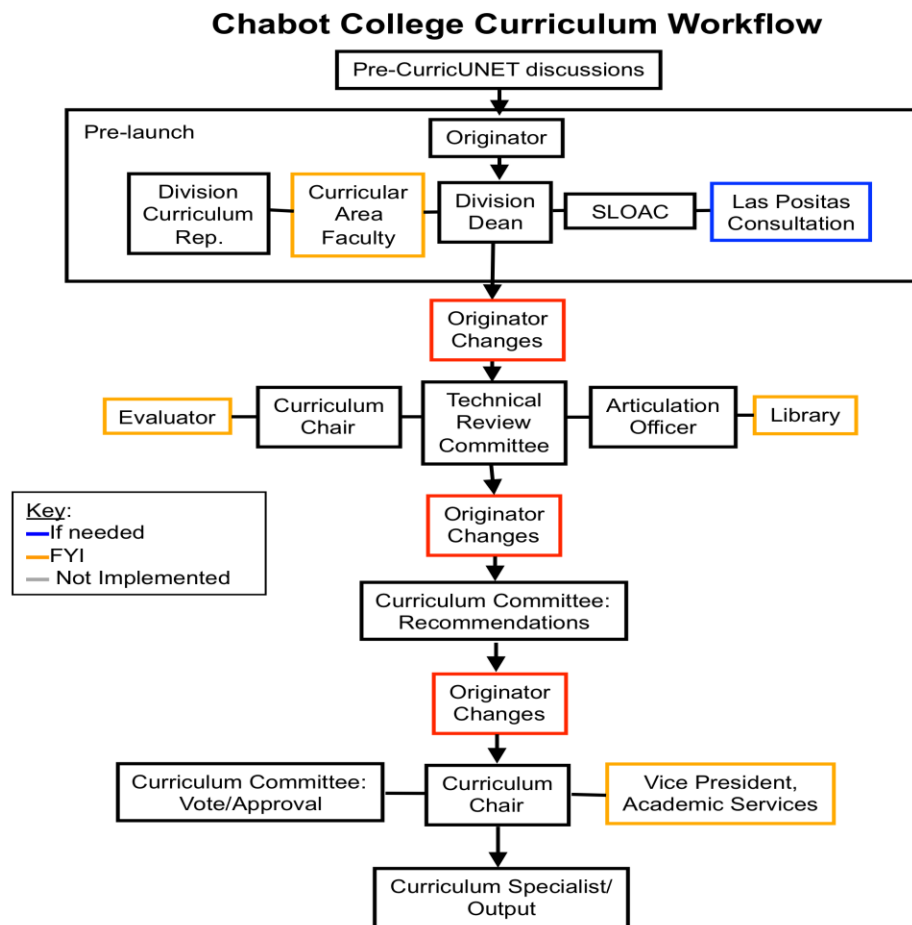 Chabot College Curriculum Workflow
Pre-CurricUNET discussions
Pre-launch
Originator
Division
Curriculum
Rep.
Curricular
Area
Faculty
Division
Dean
SLOAC
Las Positas
Consultation
Originator
Changes
Evaluator
Curriculum
Chair
Technical
Review
Committee
Articulation
Officer
Library
Key:
If needed
FYI
Not Implemented
Originator
Changes
Curriculum Committee:
Recommendations
Originator
Changes
Curriculum Committee:
Vote/Approval
Curriculum
Chair
Vice President,
Academic Services
Curriculum Specialist/
Output